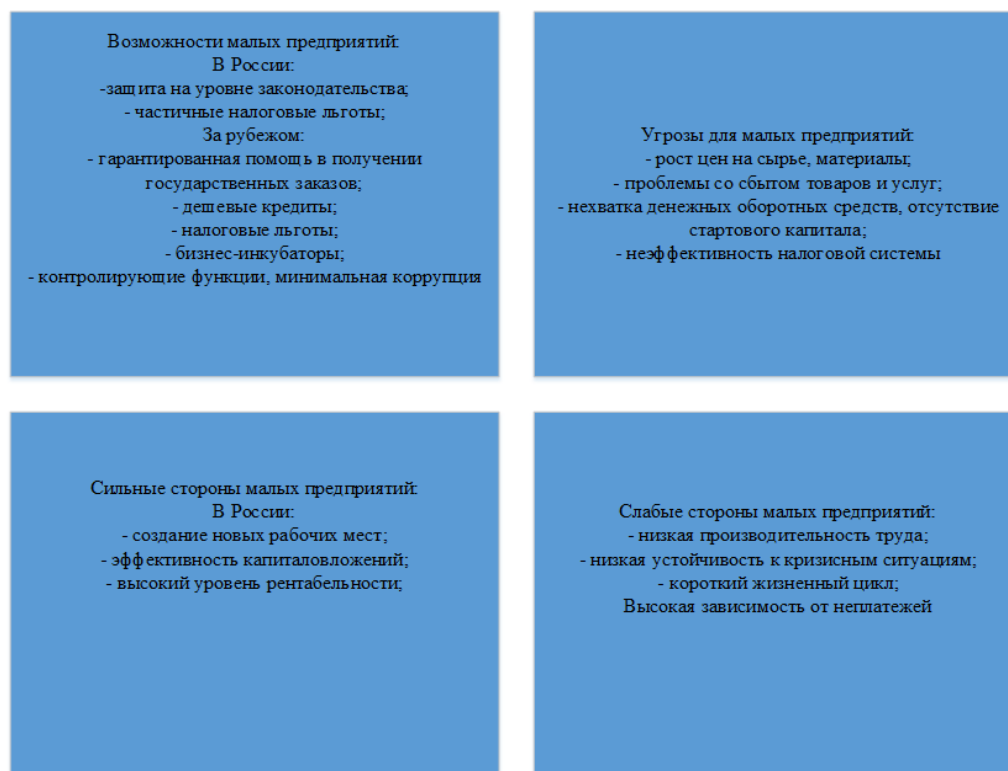 Возможности малых предприятий:
В России:
-защита на уровне законодательства;
- частичные налоговые льготы;
За рубежом:
- гарантированная помощь в получении
государственных заказов;
- дешевые кредиты;
- налоговые льготы;
- бизнес-инкубаторы;
- контролирующие функции, минимальная коррупция
Угрозы для малых предприятий:
- рост цен на сырье, материалы;
- проблемы со сбытом товаров и услуг;
- нехватка денежных оборотных средств, отсутствие
стартового капитала;
- неэффективность налоговой системы
Сильные стороны малых предприятий:
В России:
- создание новых рабочих мест;
- эффективность капиталовложений;
- высокий уровень рентабельности;
Слабые стороны малых предприятий:
- низкая производительность труда;
- низкая устойчивость к кризисным ситуациям;
- короткий жизненный цикл;
Высокая зависимость от неплатежей